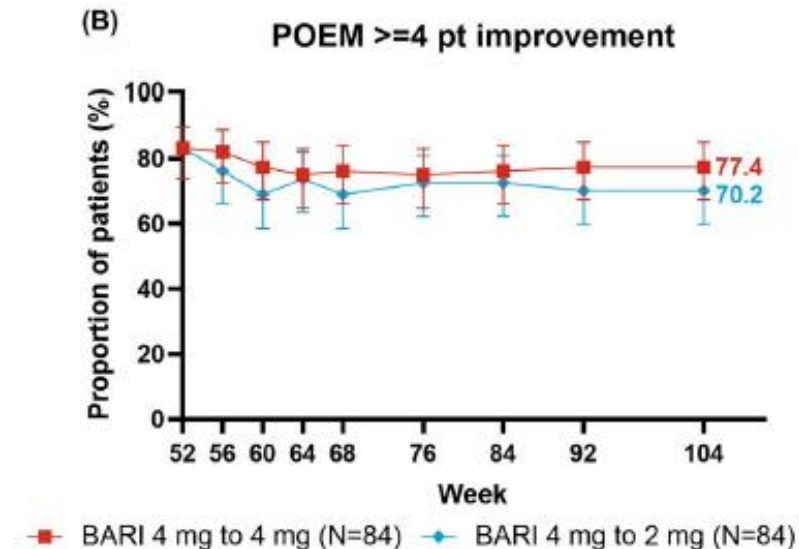 (B)
POEM >=4 pt improvement
Proportion of patients (%)
100
80
60
40
20
0
77.4
70.2
52 56 60 64 68 76 84 92 104
Week
BARI 4 mg to 4 mg (N=84) BARI 4 mg to 2 mg (N=84)